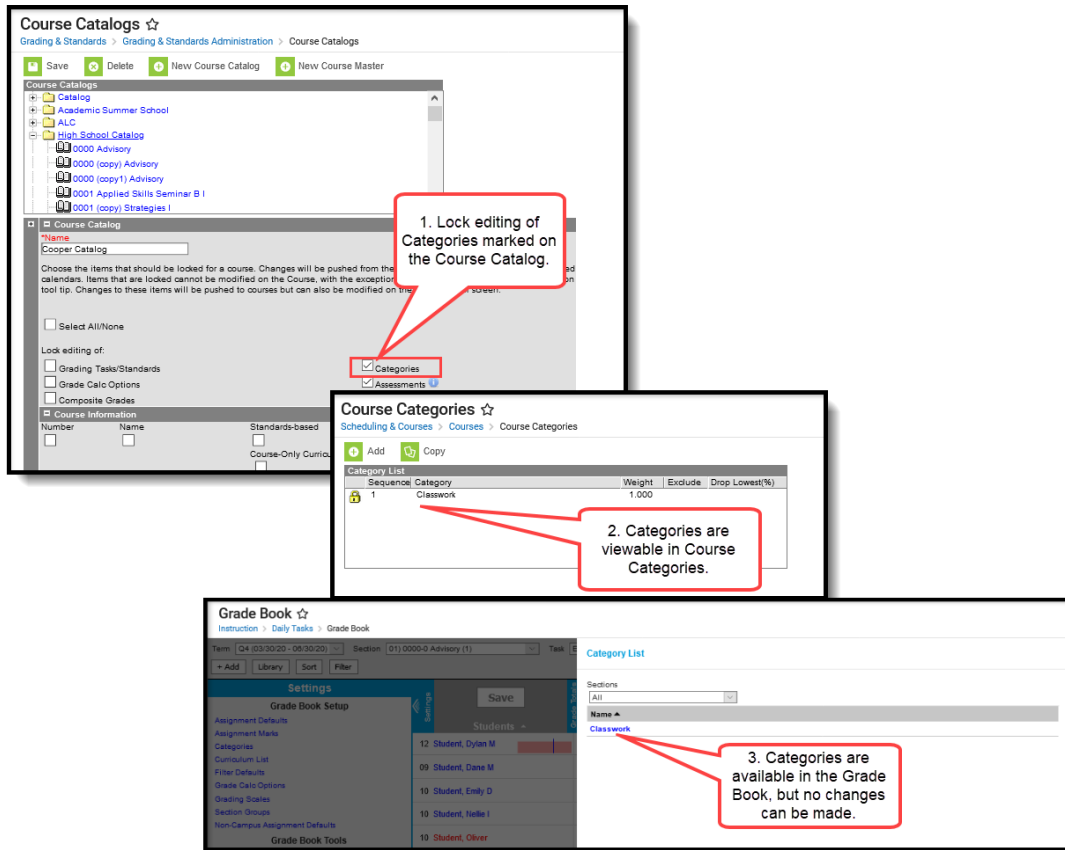 Course Catalogs ☆
Grading & Standards > Grading & Standards Administration > Course Catalogs
Save Delete New Course Catalog New Course Master
Course Catalogs
Catalog
Academic Summer School
ALC
High School Catalog
0000 Advisory
0000 (copy) Advisory
0000 (copy1) Advisory
0001 Applied Skills Seminar B I
0001 (copy) Strategies I
Course Catalog
*Name
Cooper Catalog
Choose the items that should be locked for a course. Changes will be pushed from the
calendars. Items that are locked cannot be modified on the Course, with the exception on
tool tip. Changes to these items will be pushed to courses but can also be modified on the screen.
1. Lock editing of
Categories marked on
the Course Catalog.
Select All/None
Lock editing of:
Grading Tasks/Standards Categories
Grade Calc Options Assessments
Composite Grades
Course Information
Number Name Standards-based
Course-Only Curricu
Course Categories ☆
Scheduling & Courses > Courses > Course Categories
Add Copy
Category List
Sequence Category Weight Exclude Drop Lowest(%)
1 Classwork 1.000
2. Categories are
viewable in Course
Categories.
Grade Book ☆
Instruction > Daily Tasks > Grade Book
Term Q4 (03/30/20 - 06/30/20) Section 01) 0000-0 Advisory (1) Task E
+ Add Library Sort Filter
Settings
Grade Book Setup
Assignment Defaults
Assignment Marks
Categories
Curriculum List
Filter Defaults
Grade Calc Options
Grading Scales
Section Groups
Non-Campus Assignment Defaults
Grade Book Tools
Settings
Save
Students
Grade Totals
12 Student, Dylan M
09 Student, Dane M
10 Student, Emily D
10 Student, Nellie I
10 Student, Oliver
Category List
Sections
All
Name
Classwork
3. Categories are
available in the Grade
Book, but no changes
can be made.